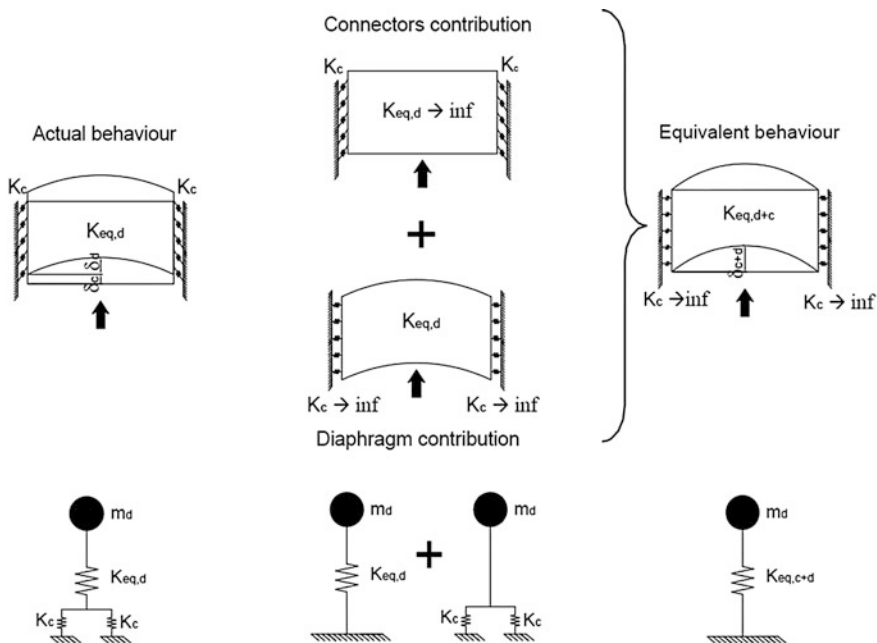 Connectors contribution
Kc Kc
Keq,d → inf
Actual behaviour
Kc Kc
Keq,d
δc δd
+
Keq,d
Kc → inf Kc → inf
Diaphragm contribution
Equivalent behaviour
Keq,d+c
δc+d
Kc → inf Kc → inf
md
Keq,d
Kc Kc
md
Keq,d
+
md
Kc Kc
md
Keq,c+d